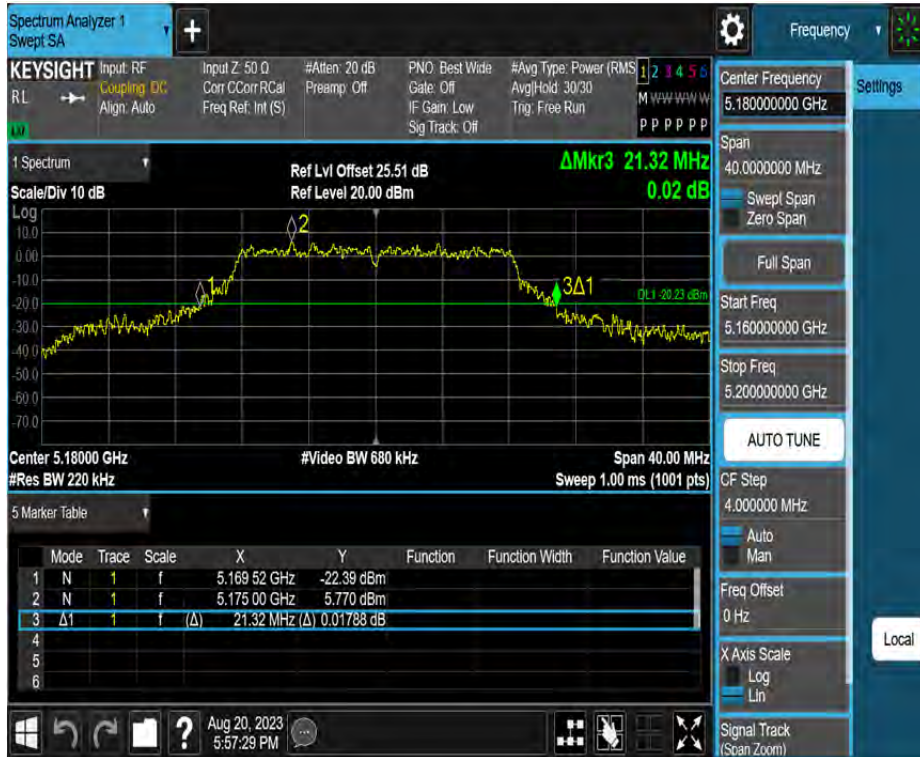 Spectrum Analyzer 1
Swept SA
Frequency
KEYSIGHT
RL
Input: RF
Coupling: DC
Align: Auto
Input Z: 50 Ω
Corr CCorr RCal
Freq Ref: Int (S)
#Atten: 20 dB
Preamp: Off
PNO: Best Wide
Gate: Off
IF Gain: Low
Sig Track: Off
#Avg Type: Power (RMS
Avg|Hold: 30/30
Trig: Free Run
1 2 3 4 5 6
M W W W W W
P P P P P P
1 Spectrum
Scale/Div 10 dB
Ref Lvl Offset 25.51 dB
Ref Level 20.00 dBm
ΔMkr3 21.32 MHz
0.02 dB
Log
10.0
0.00
-10.0
-20.0
-30.0
-40.0
-50.0
-60.0
-70.0
1
2
3Δ1
DL1 -20.23 dBm
Center 5.18000 GHz
#Video BW 680 kHz
Span 40.00 MHz
#Res BW 220 kHz
Sweep 1.00 ms (1001 pts)
5 Marker Table
Mode Trace Scale X Y Function Function Width Function Value
1 N 1 f 5.169 52 GHz -22.39 dBm
2 N 1 f 5.175 00 GHz 5.770 dBm
3 Δ1 1 f (Δ) 21.32 MHz (Δ) 0.01788 dB
4
5
6
Aug 20, 2023
5:57:29 PM
Center Frequency
5.180000000 GHz
Settings
Span
40.0000000 MHz
Swept Span
Zero Span
Full Span
Start Freq
5.160000000 GHz
Stop Freq
5.200000000 GHz
AUTO TUNE
CF Step
4.000000 MHz
Auto
Man
Freq Offset
0 Hz
X Axis Scale
Log
Lin
Local
Signal Track
(Span Zoom)